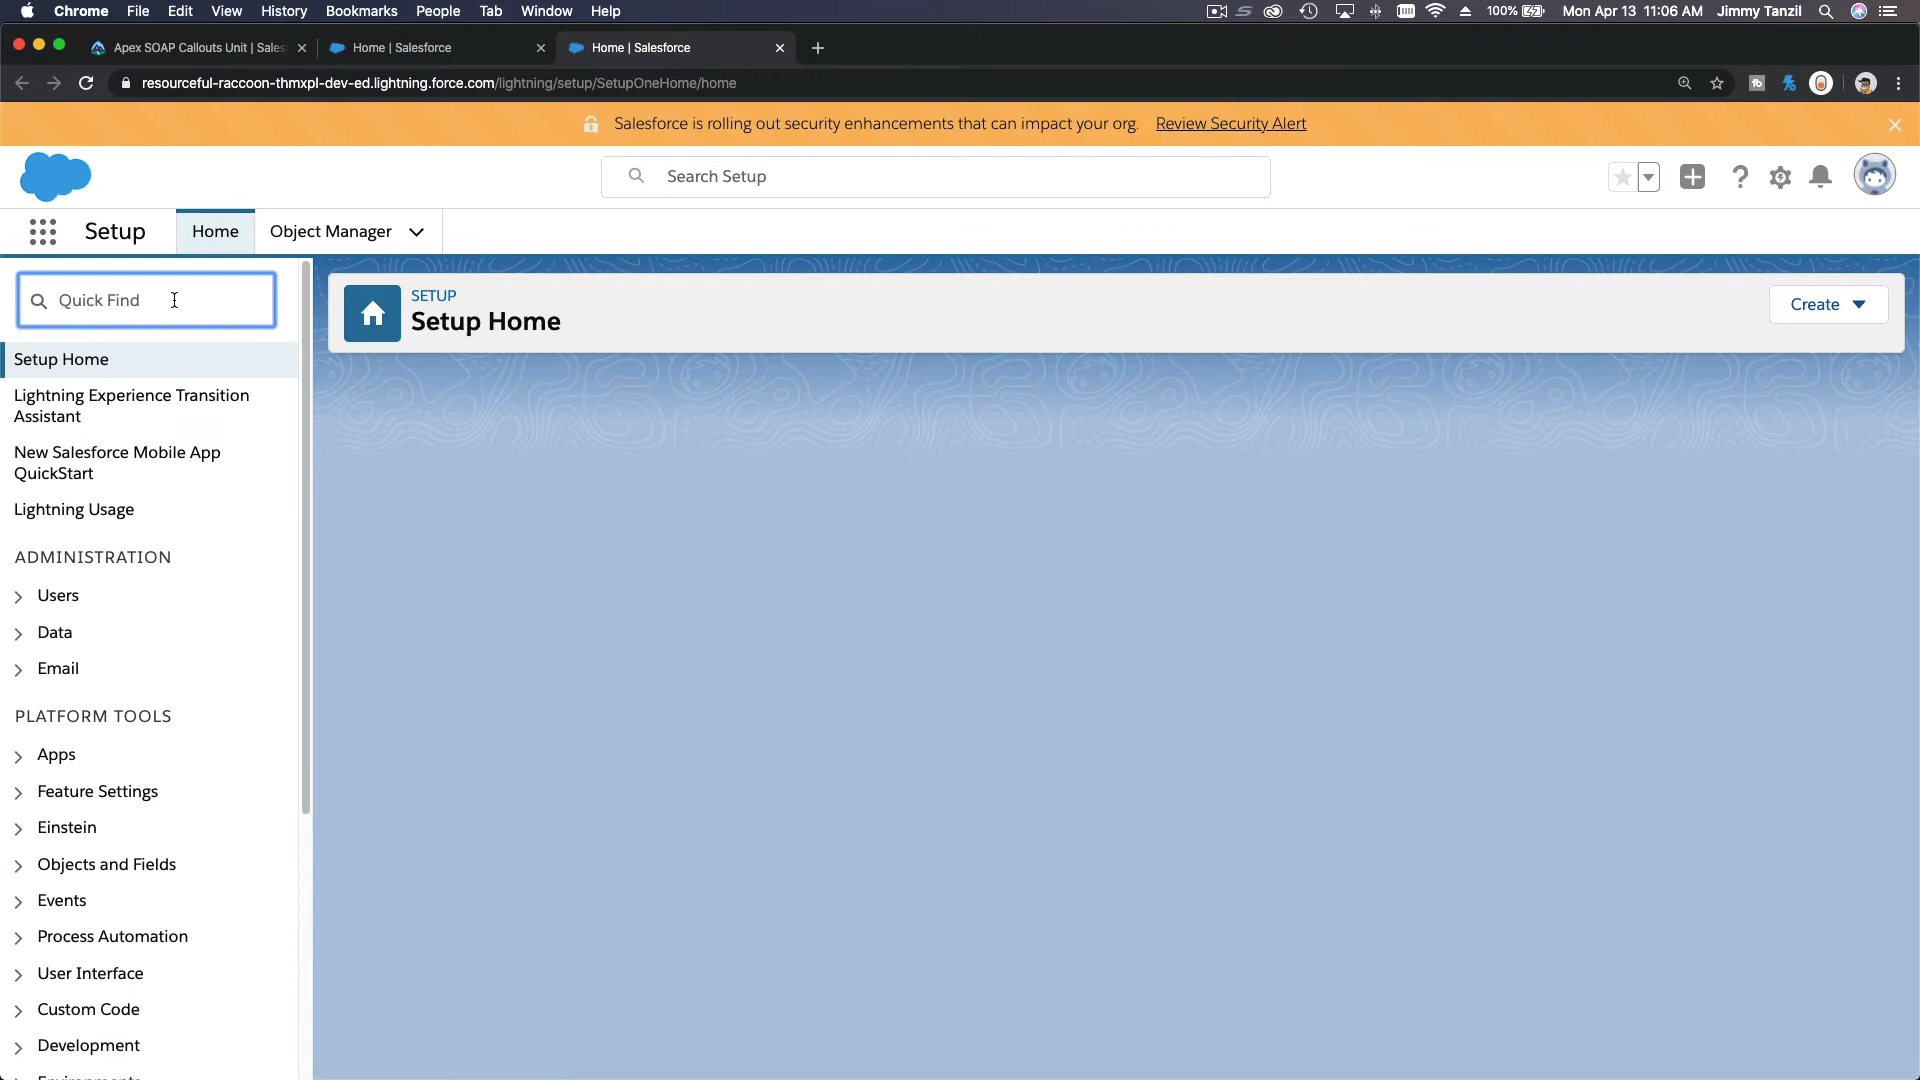 Chrome File Edit View History Bookmarks People Tab Window Help 100% Mon Apr 13 11:06 AM Jimmy Tanzil
Apex SOAP Callouts Unit | Sales Home | Salesforce Home | Salesforce
resourceful-raccoon-thmxpl-dev-ed.lightning.force.com/lightning/setup/SetupOneHome/home
Salesforce is rolling out security enhancements that can impact your org. Review Security Alert
Search Setup
Setup Home Object Manager
Quick Find
Setup Home
Lightning Experience Transition
Assistant
New Salesforce Mobile App
QuickStart
Lightning Usage
ADMINISTRATION
Users
Data
Email
PLATFORM TOOLS
Apps
Feature Settings
Einstein
Objects and Fields
Events
Process Automation
User Interface
Custom Code
Development
SETUP
Setup Home
Create